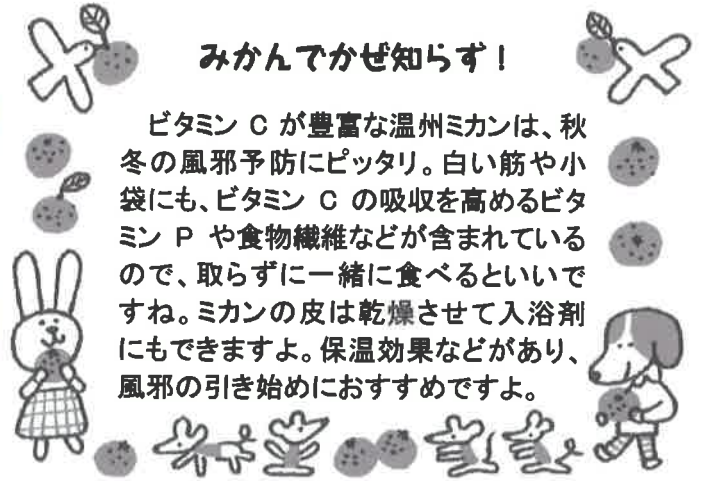 みかんでかぜ知らず！
ビタミン C が豊富な温州ミカンは、秋
冬の風邪予防にピッタリ。白い筋や小
袋にも、ビタミン C の吸収を高めるビタ
ミン P や食物繊維などが含まれている
ので、取らずに一緒に食べるといいで
すね。ミカンの皮は乾燥させて入浴剤
にもできますよ。保温効果などがあり、
風邪の引き始めにおすすめですよ。